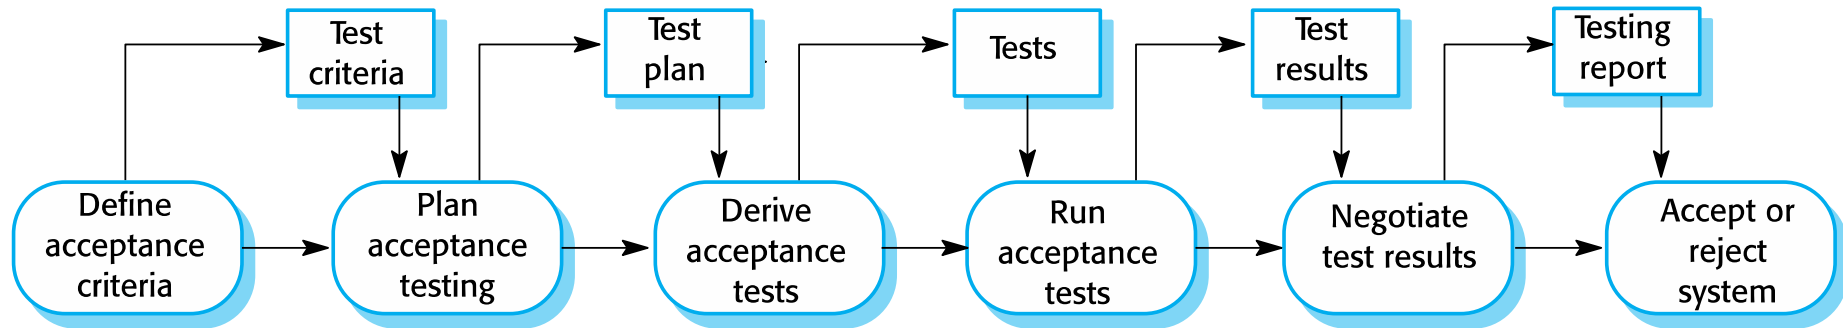 Test
criteria
Test
plan
Tests
Test
results
Testing
report
Define
acceptance
criteria
Plan
acceptance
testing
Derive
acceptance
tests
Run
acceptance
tests
Negotiate
test results
Accept or
reject
system